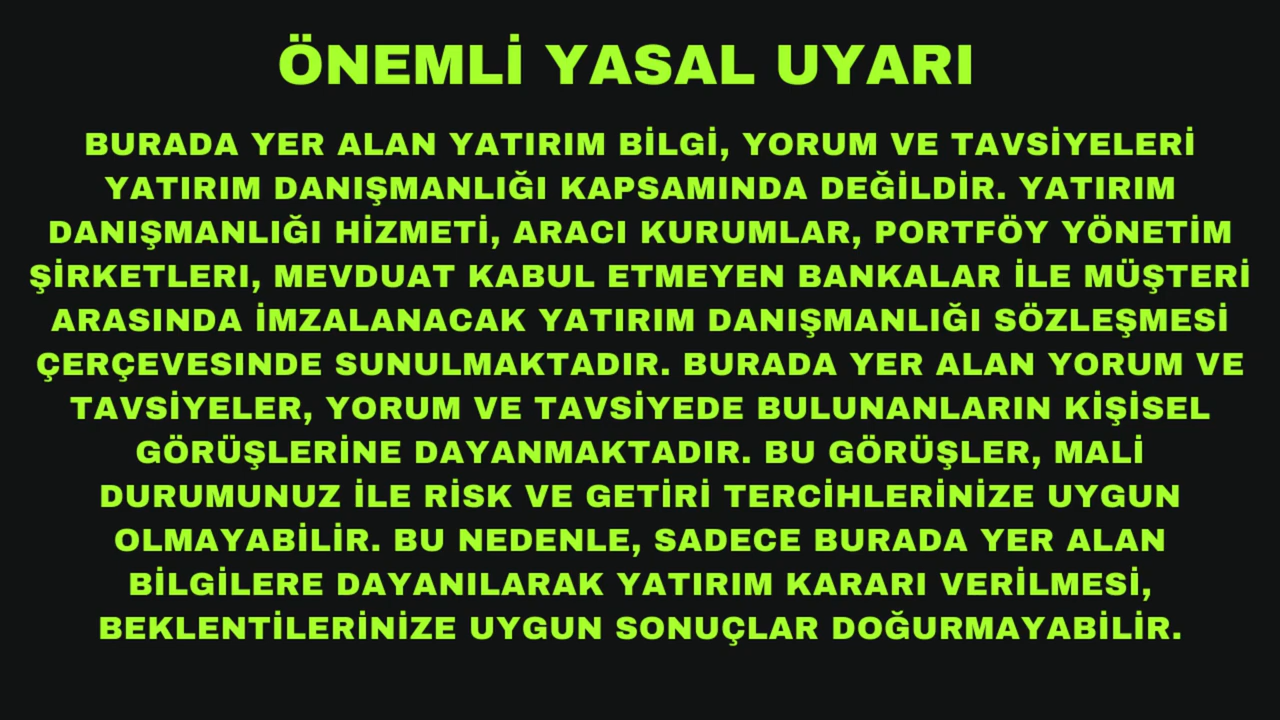 ÖNEMLİ YASAL UYARI
BURADA YER ALAN YATIRIM BİLGİ, YORUM VE TAVSİYELERİ
YATIRIM DANIŞMANLIĞI KAPSAMINDA DEĞİLDİR. YATIRIM
DANIŞMANLIĞI HİZMETİ, ARACI KURUMLAR, PORTFÖY YÖNETİM
ŞİRKETLERI, MEVDUAT KABUL ETMEYEN BANKALAR İLE MÜŞTERİ
ARASINDA İMZALANACAK YATIRIM DANIŞMANLIĞI SÖZLEŞMESİ
ÇERÇEVESINDE SUNULMAKTADIR. BURADA YER ALAN YORUM VE
TAVSİYELER, YORUM VE TAVSİYEDE BULUNANLARIN KİŞİSEL
GÖRÜŞLERİNE DAYANMAKTADIR. BU GÖRÜŞLER, MALİ
DURUMUNUZ İLE RİSK VE GETİRİ TERCİHLERİNİZE UYGUN
OLMAYABİLİR. BU NEDENLE, SADECE BURADA YER ALAN
BİLGİLERE DAYANILARAK YATIRIM KARARI VERİLMESİ,
BEKLENTİLERİNİZE UYGUN SONUÇLAR DOĞURMAYABİLİR.